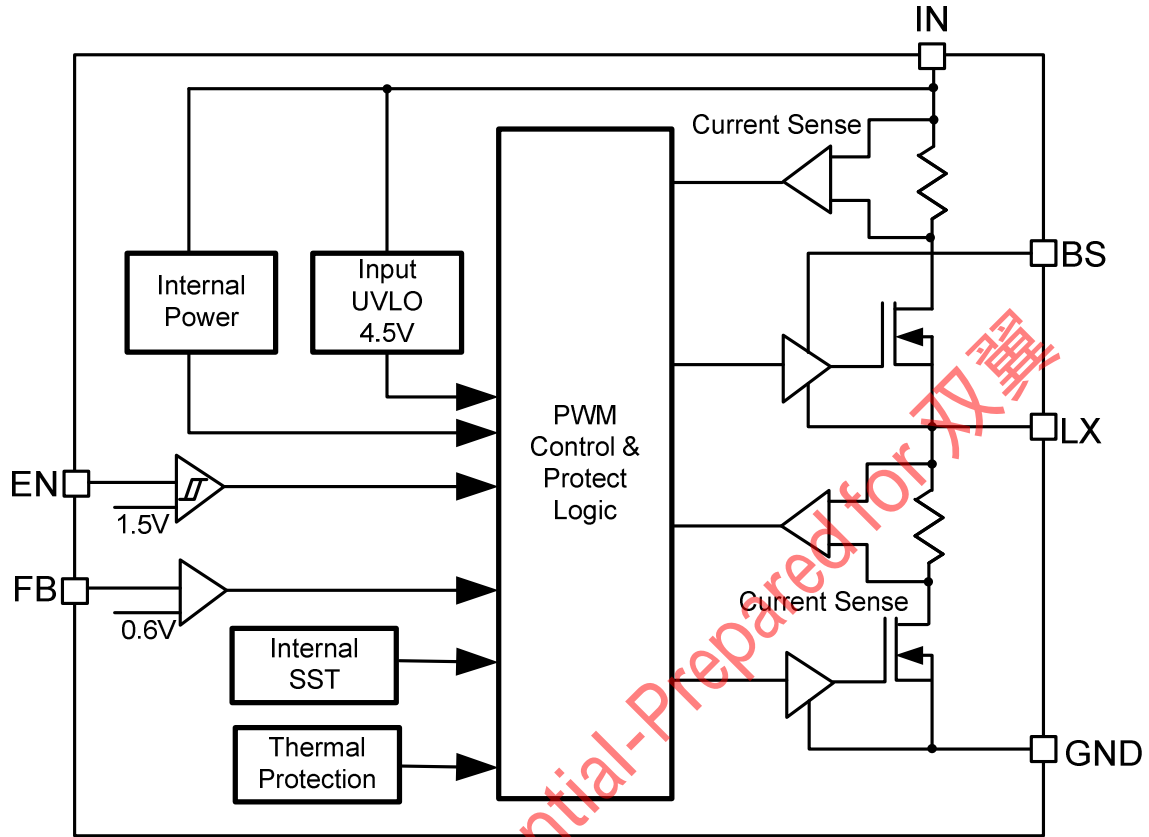 IN
Current Sense
BS
Internal
Power
Input
UVLO
4.5V
PWM
Control &
Protect
Logic
LX
EN
1.5V
FB
0.6V
Current Sense
Internal
SST
Thermal
Protection
GND
ntial-Prepared for 双翼